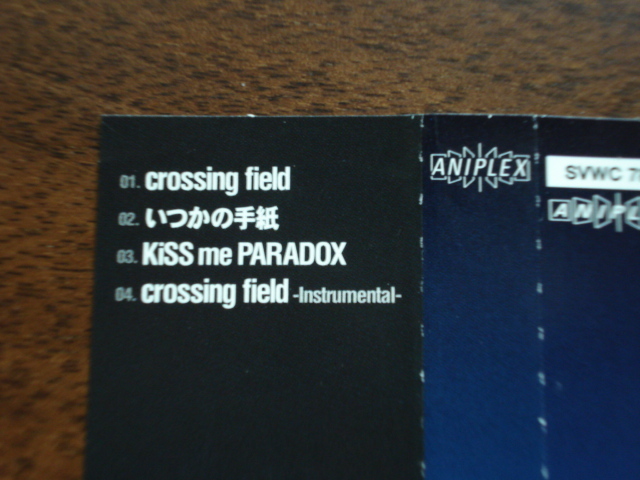 01. crossing field
02. いつかの手紙
03. KiSS me PARADOX
04. crossing field -Instrumental-
ANIPLEX
SVWC